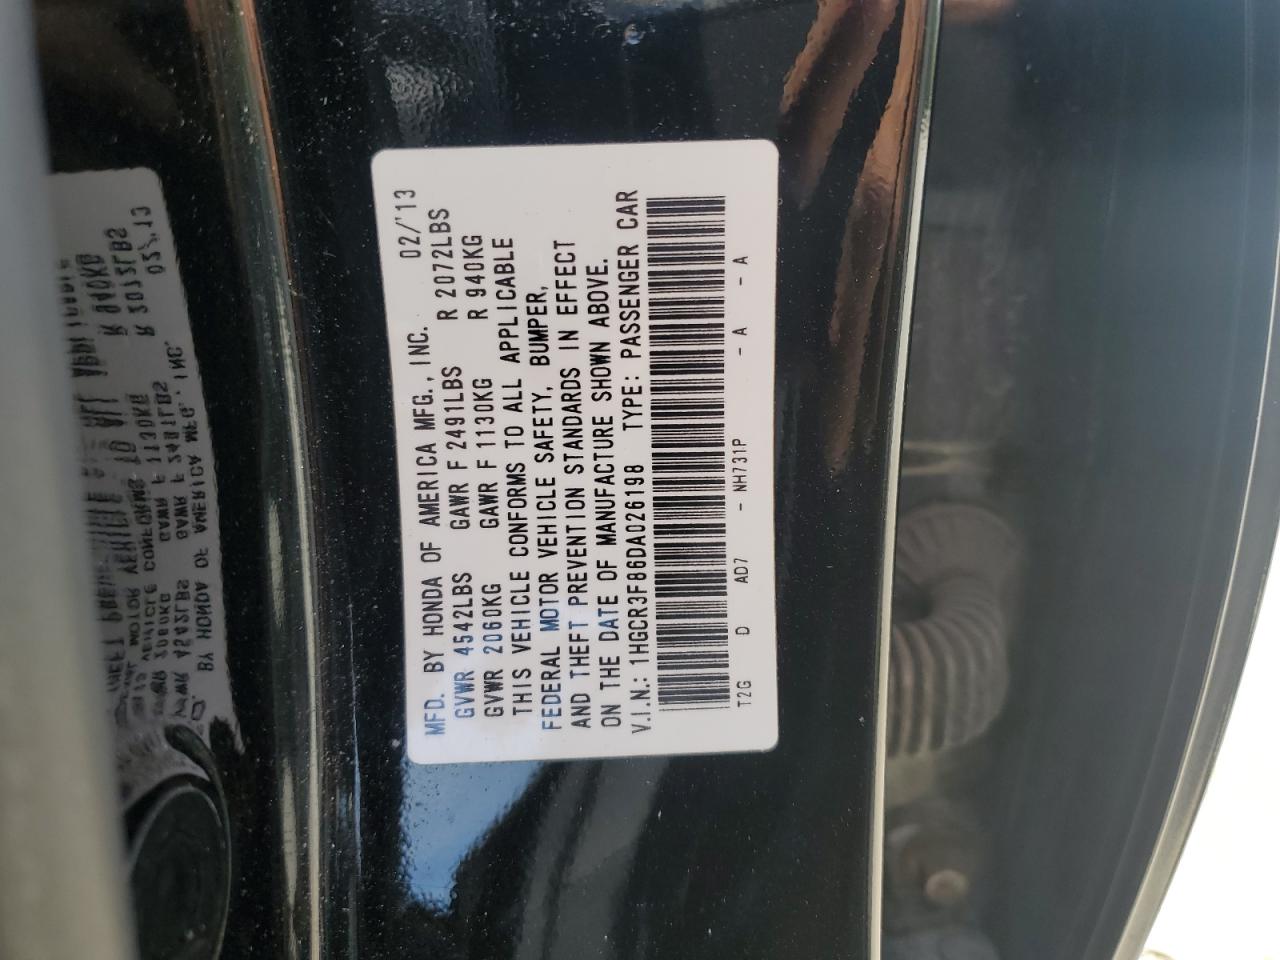 MFD. BY HONDA OF AMERICA MFG., INC. 02/'13
GVWR 4542LBS GAWR F 2491LBS R 2072LBS
GVWR 2060KG GAWR F 1130KG R 940KG
THIS VEHICLE CONFORMS TO ALL APPLICABLE
FEDERAL MOTOR VEHICLE SAFETY, BUMPER,
AND THEFT PREVENTION STANDARDS IN EFFECT
ON THE DATE OF MANUFACTURE SHOWN ABOVE.
V.I.N.: 1HGCR3F86DA026198 TYPE: PASSENGER CAR
T2G D AD7 - NH731P - A - A